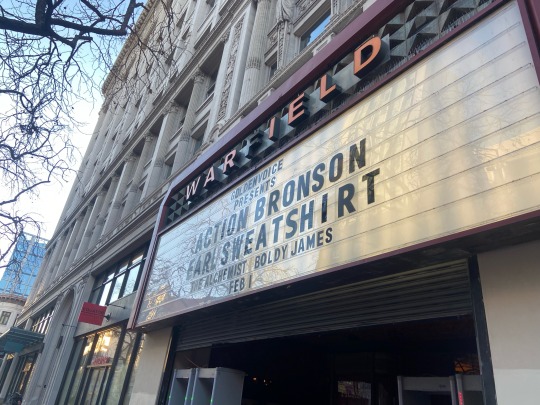 WARFIELD
GOLDENVOICE
PRESENTS
ACTION BRONSON
EARL SWEATSHIRT
THE ALCHEMIST BOLDY JAMES
FEB 1